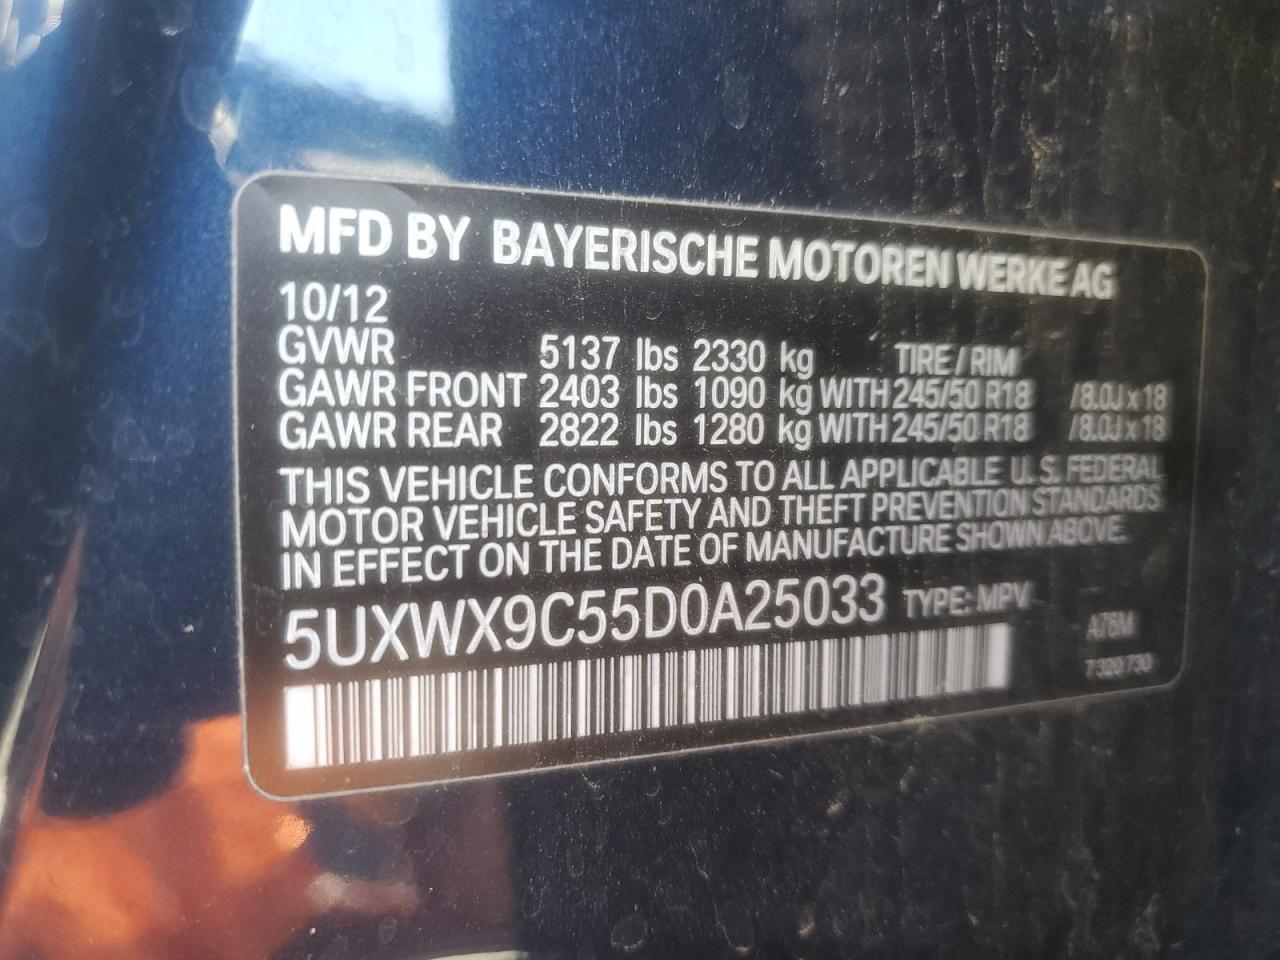 MFD BY BAYERISCHE MOTOREN WERKE AG
10/12
GVWR 5137 lbs 2330 kg TIRE / RIM
GAWR FRONT 2403 lbs 1090 kg WITH 245/50 R18 /8.0J x 18
GAWR REAR 2822 lbs 1280 kg WITH 245/50 R18 /8.0J x 18
THIS VEHICLE CONFORMS TO ALL APPLICABLE U.S. FEDERAL
MOTOR VEHICLE SAFETY AND THEFT PREVENTION STANDARDS
IN EFFECT ON THE DATE OF MANUFACTURE SHOWN ABOVE.
5UXWX9C55D0A25033 TYPE: MPV
A76M
7 320 730